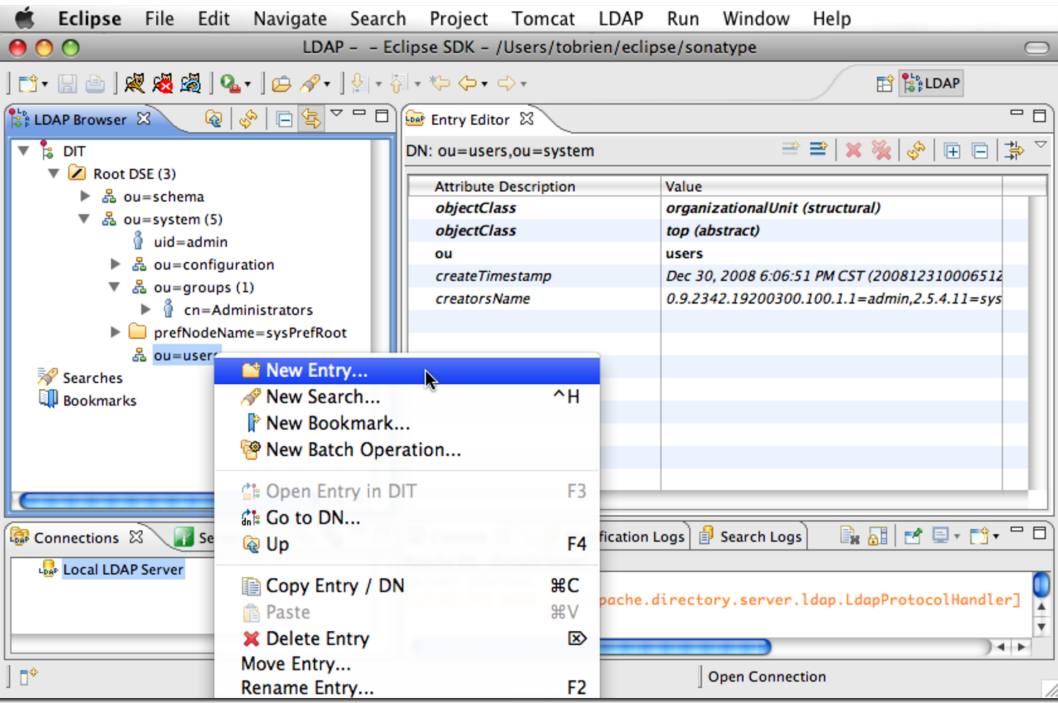 Eclipse File Edit Navigate Search Project Tomcat LDAP Run Window Help
LDAP – – Eclipse SDK – /Users/tobrien/eclipse/sonatype
LDAP
LDAP Browser
DIT
Root DSE (3)
ou=schema
ou=system (5)
uid=admin
ou=configuration
ou=groups (1)
cn=Administrators
prefNodeName=sysPrefRoot
ou=users
Searches
Bookmarks
Entry Editor
DN: ou=users,ou=system
Attribute Description Value
objectClass organizationalUnit (structural)
objectClass top (abstract)
ou users
createTimestamp Dec 30, 2008 6:06:51 PM CST (20081231000651Z
creatorsName 0.9.2342.19200300.100.1.1=admin,2.5.4.11=sys
New Entry...
New Search... ^H
New Bookmark...
New Batch Operation...
Open Entry in DIT F3
Go to DN...
Up F4
Copy Entry / DN ⌘C
Paste ⌘V
Delete Entry ⌦
Move Entry...
Rename Entry... F2
Connections Se
Local LDAP Server
fication Logs Search Logs
pache.directory.server.ldap.LdapProtocolHandler]
Open Connection